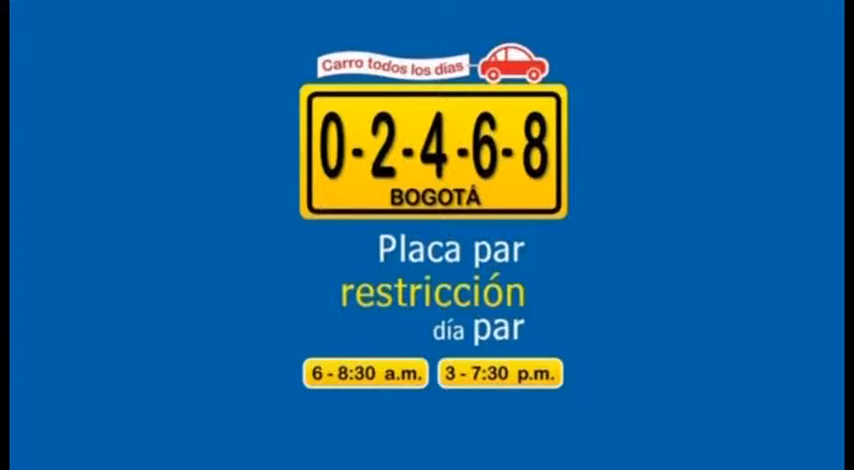 Carro todos los días
0-2-4-6-8
BOGOTÁ
Placa par
restricción
día par
6 - 8:30 a.m. 3 - 7:30 p.m.